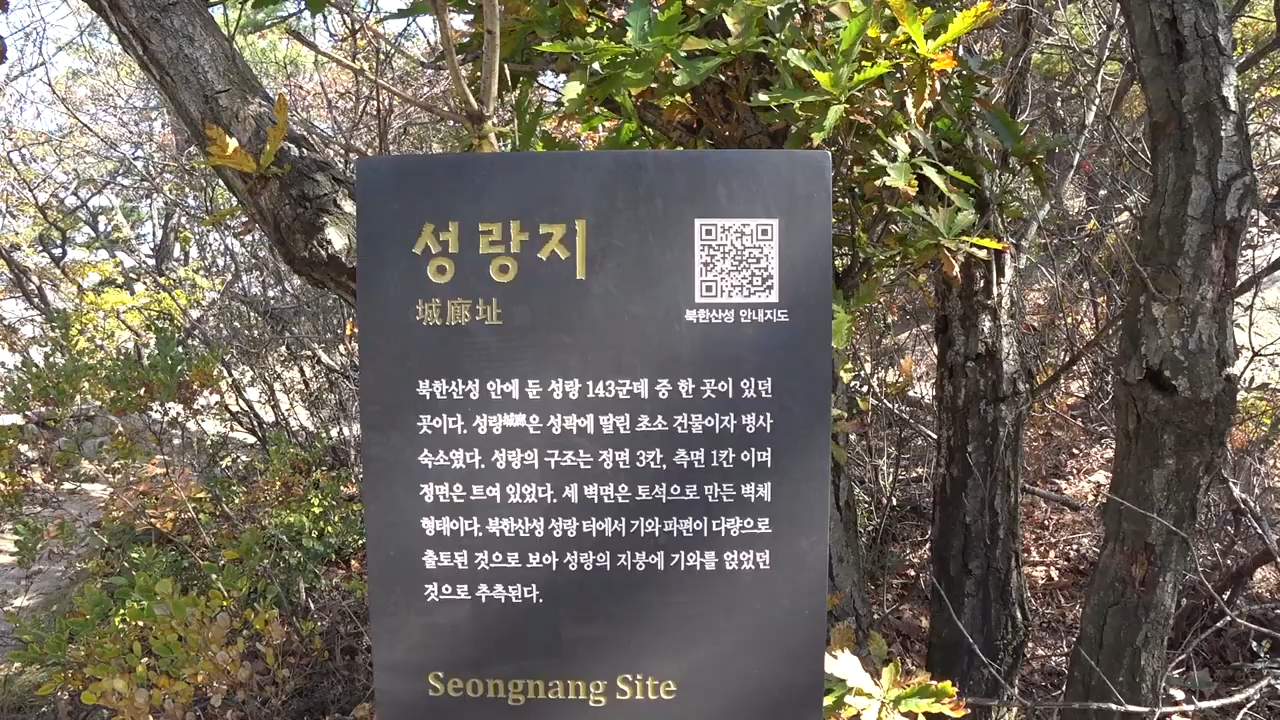 성랑지
城廊址
북한산성 안내지도
북한산성 안에 둔 성랑 143군데 중 한 곳이 있던
곳이다. 성랑城廊은 성곽에 딸린 초소 건물이자 병사
숙소였다. 성랑의 구조는 정면 3칸, 측면 1칸 이며
정면은 트여 있었다. 세 벽면은 토석으로 만든 벽체
형태이다. 북한산성 성랑 터에서 기와 파편이 다량으로
출토된 것으로 보아 성랑의 지붕에 기와를 얹었던
것으로 추측된다.
Seongnang Site